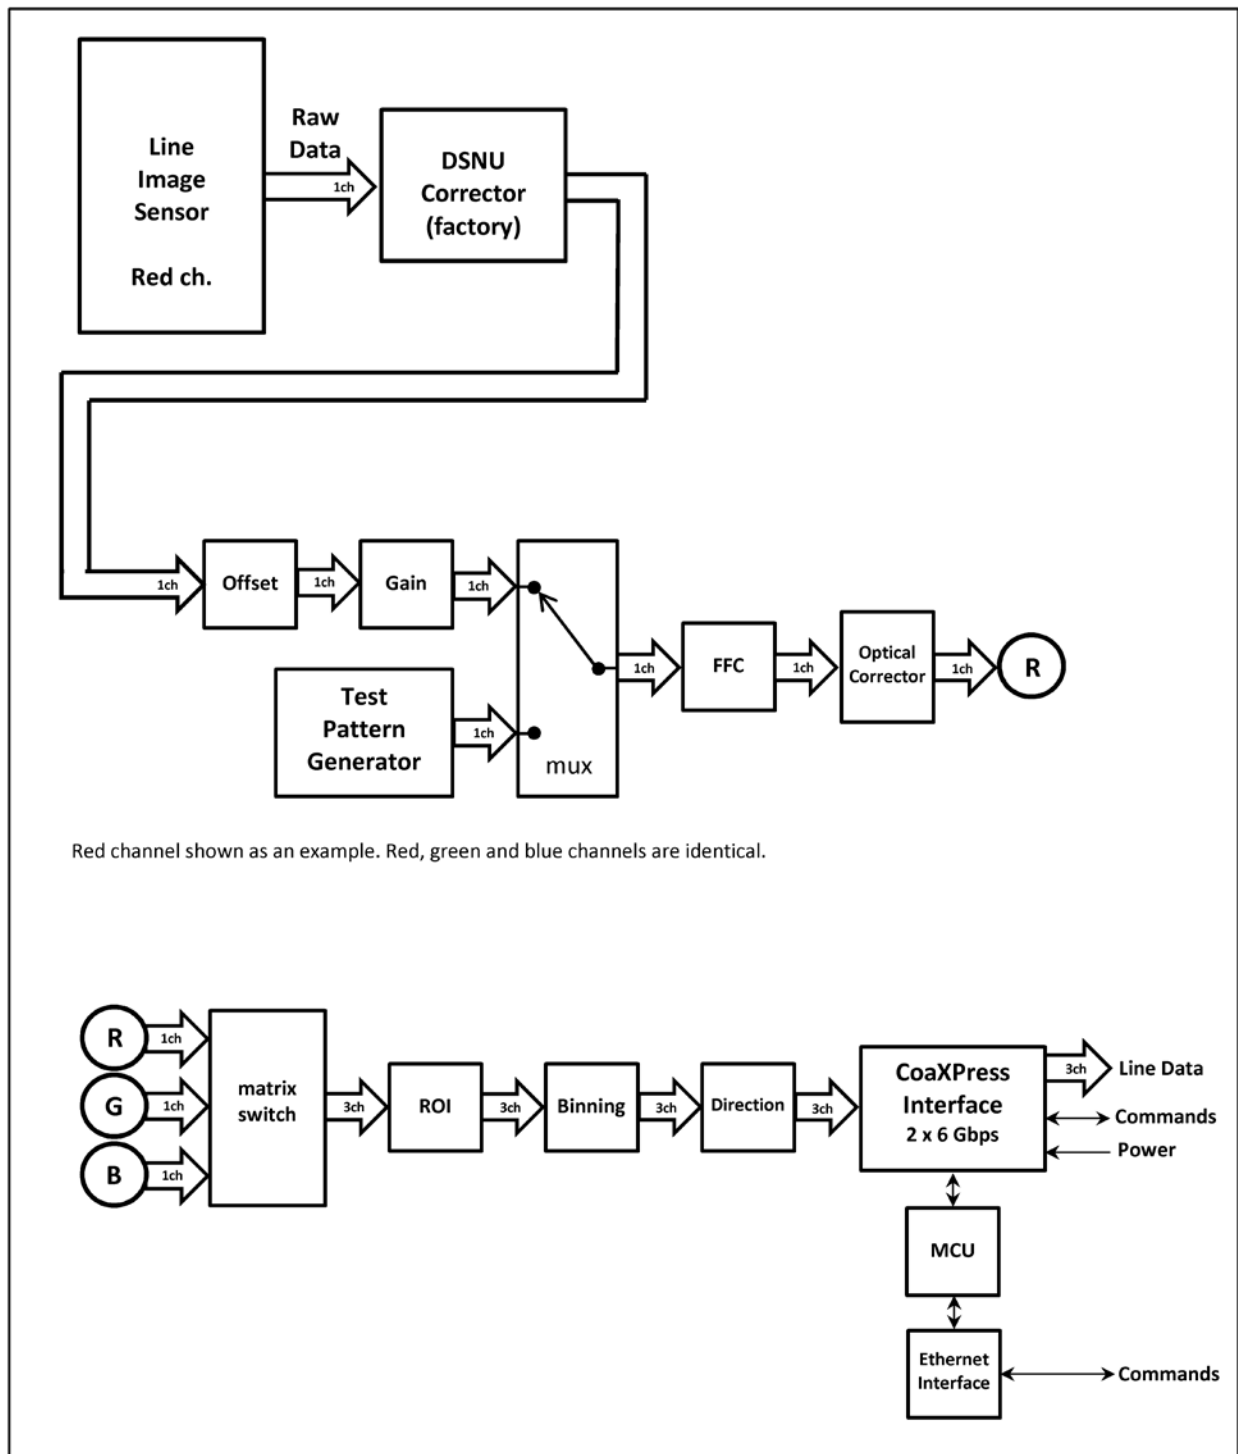 Line
Image
Sensor
Red ch.
Raw
Data
1ch
DSNU
Corrector
(factory)
1ch
Offset
1ch
Gain
1ch
Test
Pattern
Generator
1ch
mux
1ch
FFC
1ch
Optical
Corrector
1ch
R
Red channel shown as an example. Red, green and blue channels are identical.
R
1ch
G
1ch
B
1ch
matrix
switch
3ch
ROI
3ch
Binning
3ch
Direction
3ch
CoaXPress
Interface
2 x 6 Gbps
3ch
Line Data
Commands
Power
MCU
Ethernet
Interface
Commands